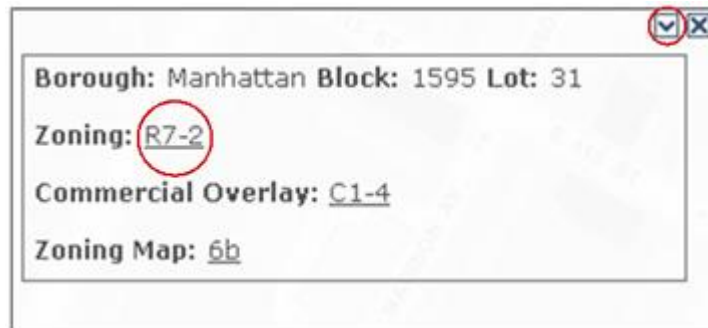 Borough: Manhattan Block: 1595 Lot: 31
Zoning: R7-2
Commercial Overlay: C1-4
Zoning Map: 6b